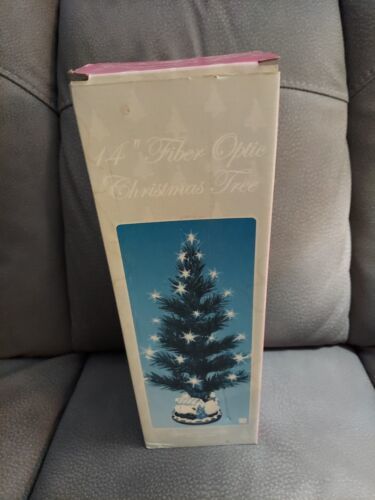 14" Fiber Optic
Christmas Tree